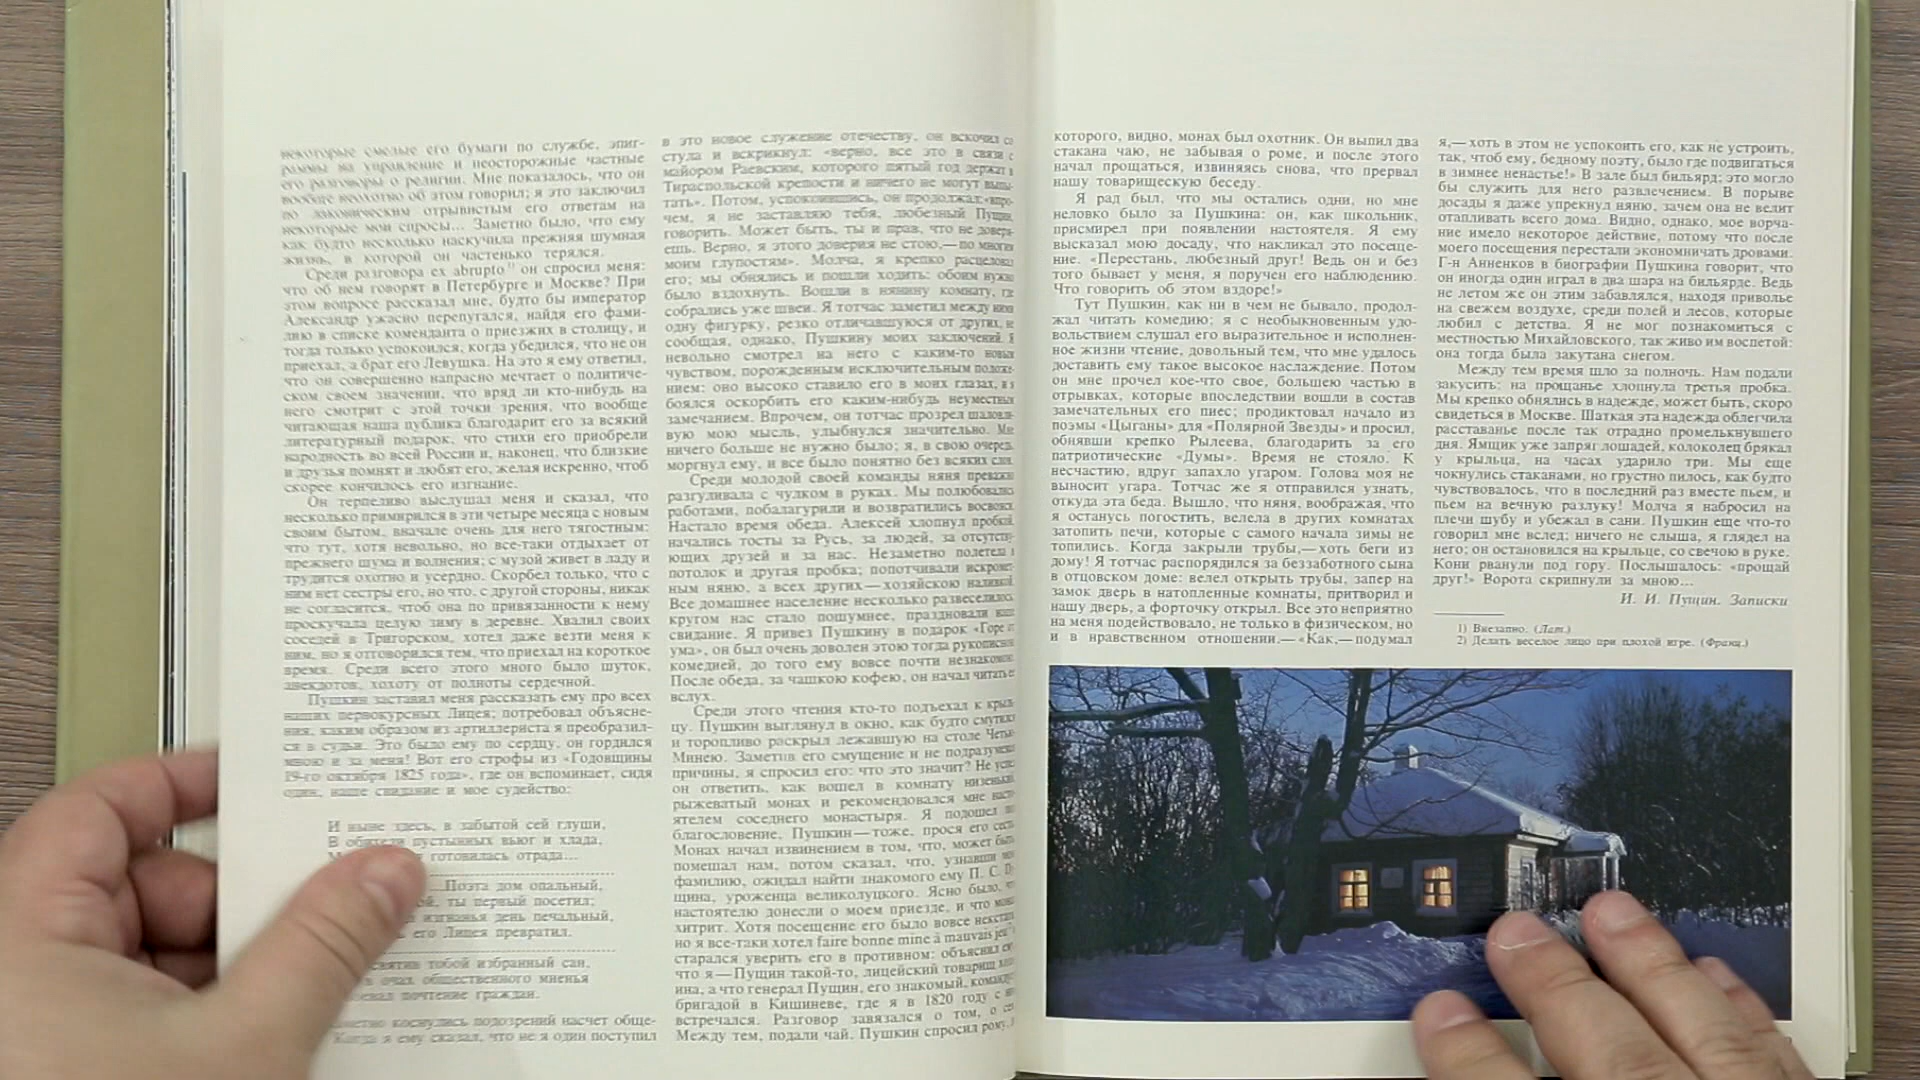 некоторые смелые его бумаги по службе, эпиг-
раммы на управление и неосторожные частные
его разговоры о религии. Мне показалось, что он
вообще неохотно об этом говорил; я это заключил
по лаконическим отрывистым его ответам на
некоторые мои спросы... Заметно было, что ему
как будто несколько наскучила прежняя шумная
жизнь, в которой он частенько терялся.
Среди разговора ex abrupto 1) он спросил меня:
что об нем говорят в Петербурге и Москве? При
этом вопросе рассказал мне, будто бы император
Александр ужасно перепугался, найдя его фами-
лию в списке коменданта о приезжих в столицу, и
тогда только успокоился, когда убедился, что не он
приехал, а брат его Левушка. На это я ему ответил,
что он совершенно напрасно мечтает о политиче-
ском своем значении, что вряд ли кто-нибудь на
него смотрит с этой точки зрения, что вообще
читающая наша публика благодарит его за всякий
литературный подарок, что стихи его приобрели
народность во всей России и, наконец, что близкие
и друзья помнят и любят его, желая искренно, чтоб
скорее кончилось его изгнание.
Он терпеливо выслушал меня и сказал, что
несколько примирился в эти четыре месяца с новым
своим бытом, вначале очень для него тягостным;
что тут, хотя невольно, но все-таки отдыхает от
прежнего шума и волнения; с музой живет в ладу и
трудится охотно и усердно. Скорбел только, что с
ним нет сестры его, но что, с другой стороны, никак
не согласится, чтоб она по привязанности к нему
проскучала целую зиму в деревне. Хвалил своих
соседей в Тригорском, хотел даже везти меня к
ним, но я отговорился тем, что приехал на короткое
время. Среди всего этого много было шуток,
анекдотов, хохоту от полноты сердечной.
Пушкин заставил меня рассказать ему про всех
наших первокурсных Лицея; потребовал объясне-
ния, каким образом из артиллериста я преобразил-
ся в судьи. Это было ему по сердцу, он гордился
мною и за меня! Вот его строфы из «Годовщины
19-го октября 1825 года», где он вспоминает, сидя
один, наше свидание и мое судейство:
И ныне здесь, в забытой сей глуши,
В обители пустынных вьюг и хлада,
готовилась отрада...
...Поэта дом опальный,
ты первый посетил;
изгнанья день печальный,
его Лицея превратил.
тобой избранный сан,
очах общественного мненья
почтение граждан.
коснулись подозрений насчет обще-
Когда я ему сказал, что не я один поступил
в это новое служение отечеству, он вскочил со
стула и вскрикнул: «верно, все это в связи с
майором Раевским, которого пятый год держат в
Тираспольской крепости и ничего не могут выпы-
тать». Потом, успокоившись, он продолжал: «впро-
чем, я не заставляю тебя, любезный Пущин,
говорить. Может быть, ты и прав, что не доверя-
ешь. Верно, я этого доверия не стою,— по многим
моим глупостям». Молча, я крепко расцеловал
его; мы обнялись и пошли ходить: обоим нужно
было вздохнуть. Вошли в нянину комнату, где
собрались уже швеи. Я тотчас заметил между ними
одну фигурку, резко отличавшуюся от других, не
сообщая, однако, Пушкину моих заключений. Я
невольно смотрел на него с каким-то новым
чувством, порожденным исключительным положе-
нием: оно высоко ставило его в моих глазах, и я
боялся оскорбить его каким-нибудь неуместным
замечанием. Впрочем, он тотчас прозрел шаловли-
вую мою мысль, улыбнулся значительно. Мне
ничего больше не нужно было; я, в свою очередь,
моргнул ему, и все было понятно без всяких слов.
Среди молодой своей команды няня преважно
разгуливала с чулком в руках. Мы полюбовались
работами, побалагурили и возвратились восвояси.
Настало время обеда. Алексей хлопнул пробкой,
начались тосты за Русь, за людей, за отсутству-
ющих друзей и за нас. Незаметно полетела в
потолок и другая пробка; попотчивали искромет-
ным няню, а всех других — хозяйскою наливкой.
Все домашнее население несколько развеселилось;
кругом нас стало пошумнее, праздновали наше
свидание. Я привез Пушкину в подарок «Горе от
ума», он был очень доволен этою тогда рукописной
комедией, до того ему вовсе почти незнакомою.
После обеда, за чашкою кофею, он начал читать ее
вслух.
Среди этого чтения кто-то подъехал к крыль-
цу. Пушкин выглянул в окно, как будто смутился
и торопливо раскрыл лежавшую на столе Четью-
Минею. Заметив его смущение и не подразумевая
причины, я спросил его: что это значит? Не успел
он ответить, как вошел в комнату низенький,
рыжеватый монах и рекомендовался мне насто-
ятелем соседнего монастыря. Я подошел под
благословение. Пушкин — тоже, прося его сесть.
Монах начал извинением в том, что, может быть,
помешал нам, потом сказал, что, узнавши мою
фамилию, ожидал найти знакомого ему П. С. Пу-
щина, уроженца великолуцкого. Ясно было, что
настоятелю донесли о моем приезде, и что монах
хитрит. Хотя посещение его было вовсе некстати,
но я все-таки хотел faire bonne mine à mauvais jeu 2) и
старался уверить его в противном: объяснил ему,
что я — Пущин такой-то, лицейский товарищ хозя-
ина, а что генерал Пущин, его знакомый, командует
бригадой в Кишиневе, где я в 1820 году с ним
встречался. Разговор завязался о том, о сем.
Между тем, подали чай. Пушкин спросил рому,
которого, видно, монах был охотник. Он выпил два
стакана чаю, не забывая о роме, и после этого
начал прощаться, извиняясь снова, что прервал
нашу товарищескую беседу.
Я рад был, что мы остались одни, но мне
неловко было за Пушкина: он, как школьник,
присмирел при появлении настоятеля. Я ему
высказал мою досаду, что накликал это посеще-
ние. «Перестань, любезный друг! Ведь он и без
того бывает у меня, я поручен его наблюдению.
Что говорить об этом вздоре!»
Тут Пушкин, как ни в чем не бывало, продол-
жал читать комедию; я с необыкновенным удо-
вольствием слушал его выразительное и исполнен-
ное жизни чтение, довольный тем, что мне удалось
доставить ему такое высокое наслаждение. Потом
он мне прочел кое-что свое, большею частью в
отрывках, которые впоследствии вошли в состав
замечательных его пиес; продиктовал начало из
поэмы «Цыганы» для «Полярной Звезды» и просил,
обнявши крепко Рылеева, благодарить за его
патриотические «Думы». Время не стояло. К
несчастию, вдруг запахло угаром. Голова моя не
выносит угара. Тотчас же я отправился узнать,
откуда эта беда. Вышло, что няня, воображая, что
я останусь погостить, велела в других комнатах
затопить печи, которые с самого начала зимы не
топились. Когда закрыли трубы,— хоть беги из
дому! Я тотчас распорядился за беззаботного сына
в отцовском доме: велел открыть трубы, запер на
замок дверь в натопленные комнаты, притворил и
нашу дверь, а форточку открыл. Все это неприятно
на меня подействовало, не только в физическом, но
и в нравственном отношении.— «Как,— подумал
я,— хоть в этом не успокоить его, как не устроить,
так, чтоб ему, бедному поэту, было где подвигаться
в зимнее ненастье!» В зале был бильярд; это могло
бы служить для него развлечением. В порыве
досады я даже упрекнул няню, зачем она не велит
отапливать всего дома. Видно, однако, мое ворча-
ние имело некоторое действие, потому что после
моего посещения перестали экономничать дровами.
Г-н Анненков в биографии Пушкина говорит, что
он иногда один играл в два шара на бильярде. Ведь
не летом же он этим забавлялся, находя приволье
на свежем воздухе, среди полей и лесов, которые
любил с детства. Я не мог познакомиться с
местностью Михайловского, так живо им воспетой:
она тогда была закутана снегом.
Между тем время шло за полночь. Нам подали
закусить: на прощанье хлопнула третья пробка.
Мы крепко обнялись в надежде, может быть, скоро
свидеться в Москве. Шаткая эта надежда облегчила
расставанье после так отрадно промелькнувшего
дня. Ямщик уже запряг лошадей, колоколец брякал
у крыльца, на часах ударило три. Мы еще
чокнулись стаканами, но грустно пилось, как будто
чувствовалось, что в последний раз вместе пьем, и
пьем на вечную разлуку! Молча я набросил на
плечи шубу и убежал в сани. Пушкин еще что-то
говорил мне вслед; ничего не слыша, я глядел на
него; он остановился на крыльце, со свечою в руке.
Кони рванули под гору. Послышалось: «прощай
друг!» Ворота скрипнули за мною...
И. И. Пущин. Записки
1) Внезапно. (Лат.)
2) Делать веселое лицо при плохой игре. (Франц.)